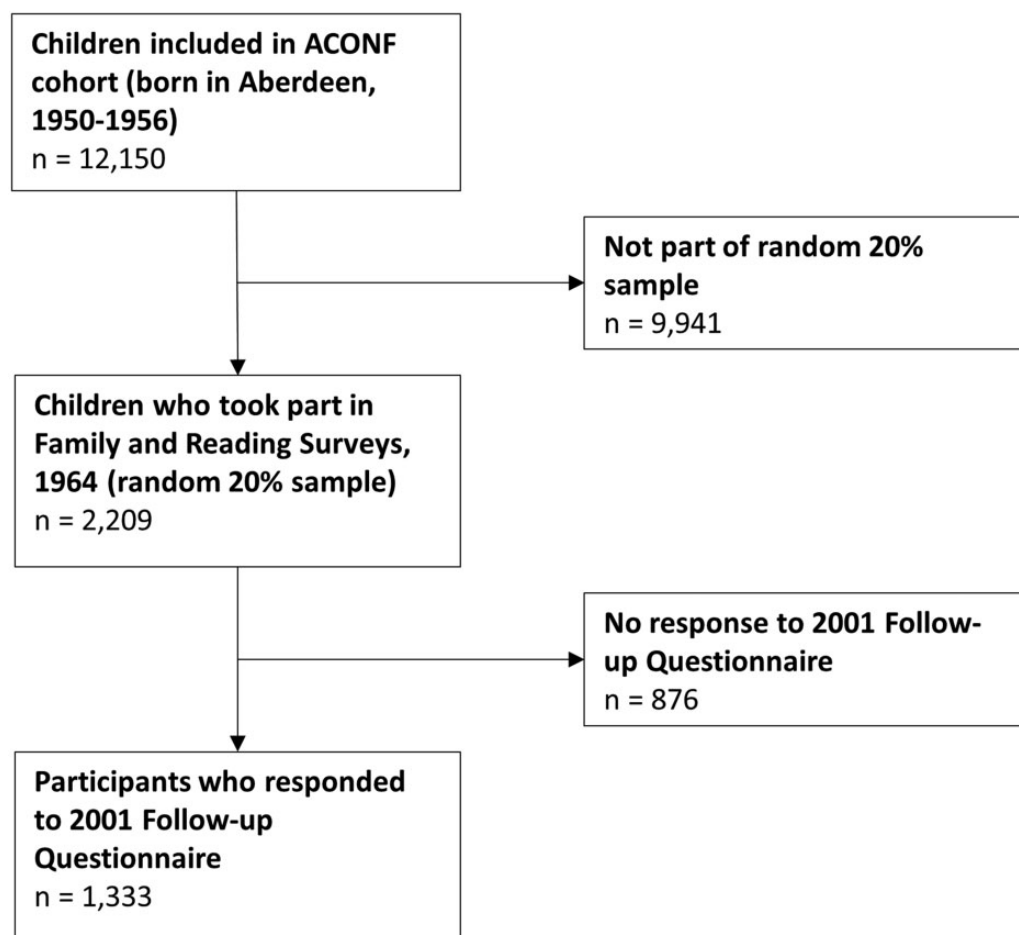 Children included in ACONF
cohort (born in Aberdeen,
1950-1956)
n = 12,150
Not part of random 20%
sample
n = 9,941
Children who took part in
Family and Reading Surveys,
1964 (random 20% sample)
n = 2,209
No response to 2001 Follow-
up Questionnaire
n = 876
Participants who responded
to 2001 Follow-up
Questionnaire
n = 1,333